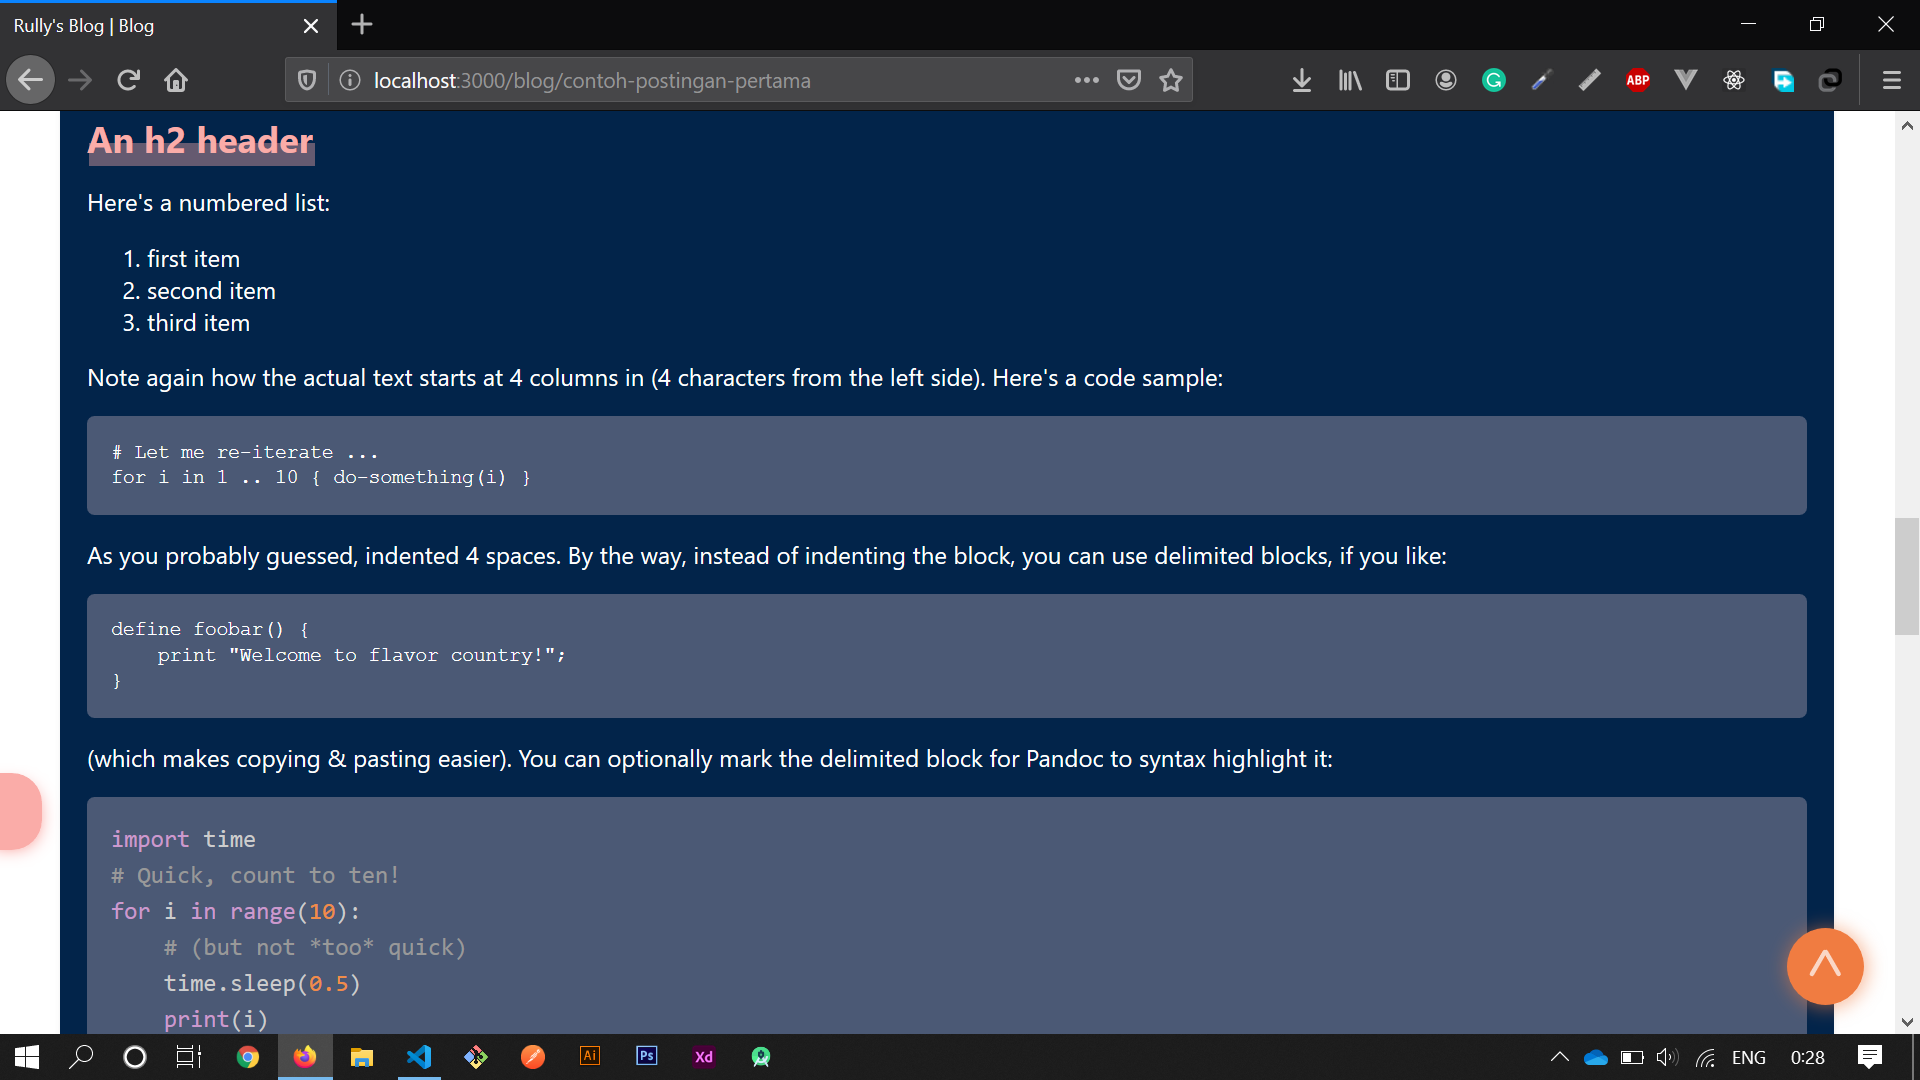 Rully's Blog | Blog
localhost:3000/blog/contoh-postingan-pertama
ABP
An h2 header
Here's a numbered list:
1. first item
2. second item
3. third item
Note again how the actual text starts at 4 columns in (4 characters from the left side). Here's a code sample:
# Let me re-iterate ...
for i in 1 .. 10 { do-something(i) }
As you probably guessed, indented 4 spaces. By the way, instead of indenting the block, you can use delimited blocks, if you like:
define foobar() {
    print "Welcome to flavor country!";
}
(which makes copying & pasting easier). You can optionally mark the delimited block for Pandoc to syntax highlight it:
import time
# Quick, count to ten!
for i in range(10):
    # (but not *too* quick)
    time.sleep(0.5)
    print(i)
Ai Ps Xd ENG 0:28